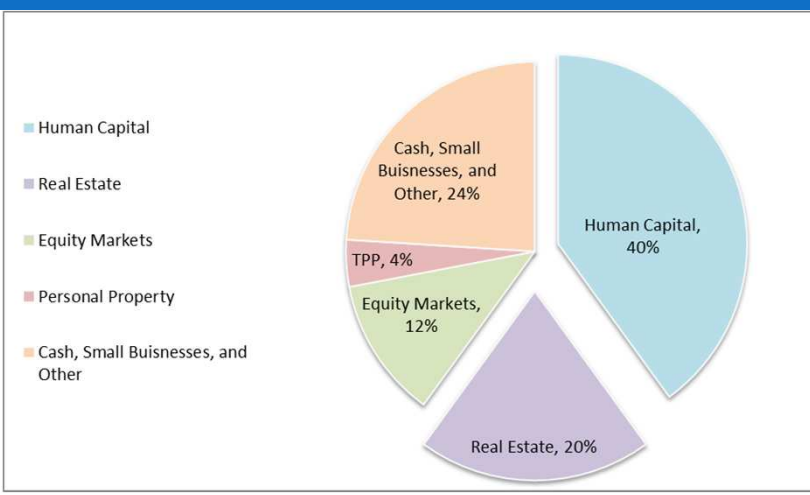 Human Capital
Real Estate
Equity Markets
Personal Property
Cash, Small Buisnesses, and
Other
Cash, Small
Buisnesses, and
Other, 24%
Human Capital,
40%
TPP, 4%
Equity Markets,
12%
Real Estate, 20%